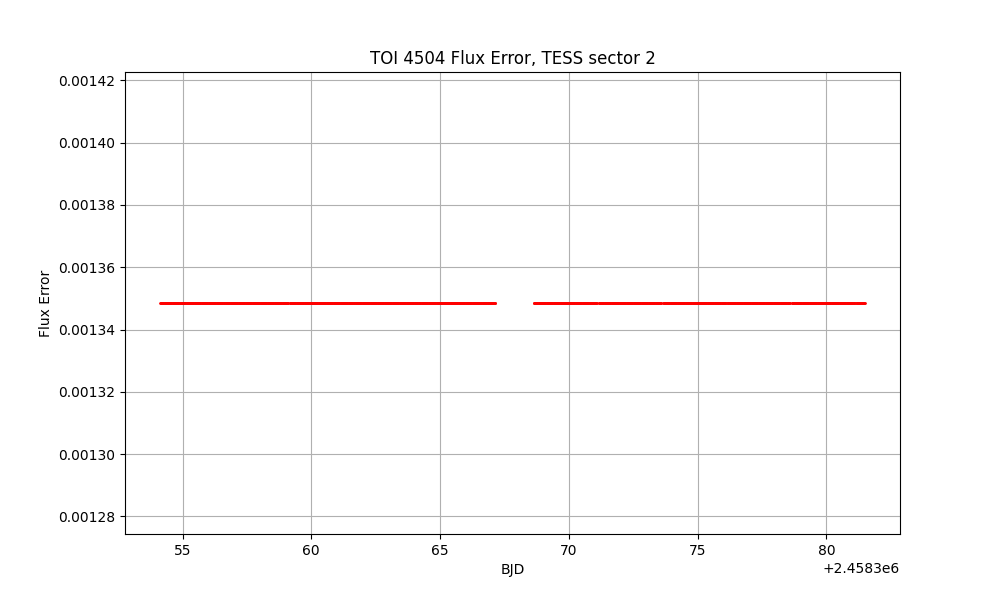 TOI 4504 Flux Error, TESS sector 2
0.00142
0.00140
0.00138
0.00136
0.00134
0.00132
0.00130
0.00128
Flux Error
55 60 65 70 75 80
BJD
+2.4583e6